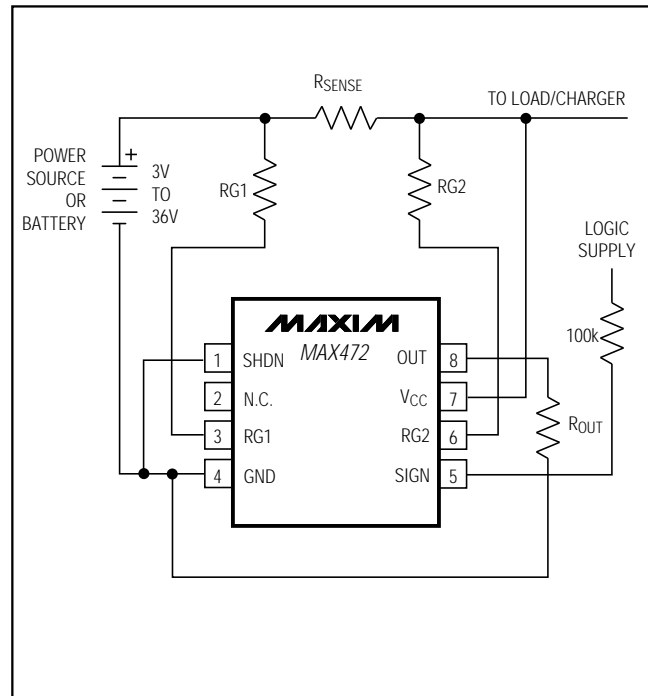 RSENSE
TO LOAD/CHARGER
POWER
SOURCE
OR
BATTERY
+
3V
TO
36V
RG1
RG2
LOGIC
SUPPLY
100k
MAXIM
MAX472
1 SHDN
OUT 8
2 N.C.
VCC 7
3 RG1
RG2 6
4 GND
SIGN 5
ROUT